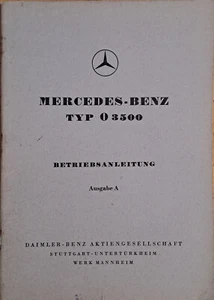 MERCEDES-BENZ
TYP O 3500
BETRIEBSANLEITUNG
Ausgabe A
DAIMLER-BENZ AKTIENGESELLSCHAFT
STUTTGART-UNTERTÜRKHEIM
WERK MANNHEIM